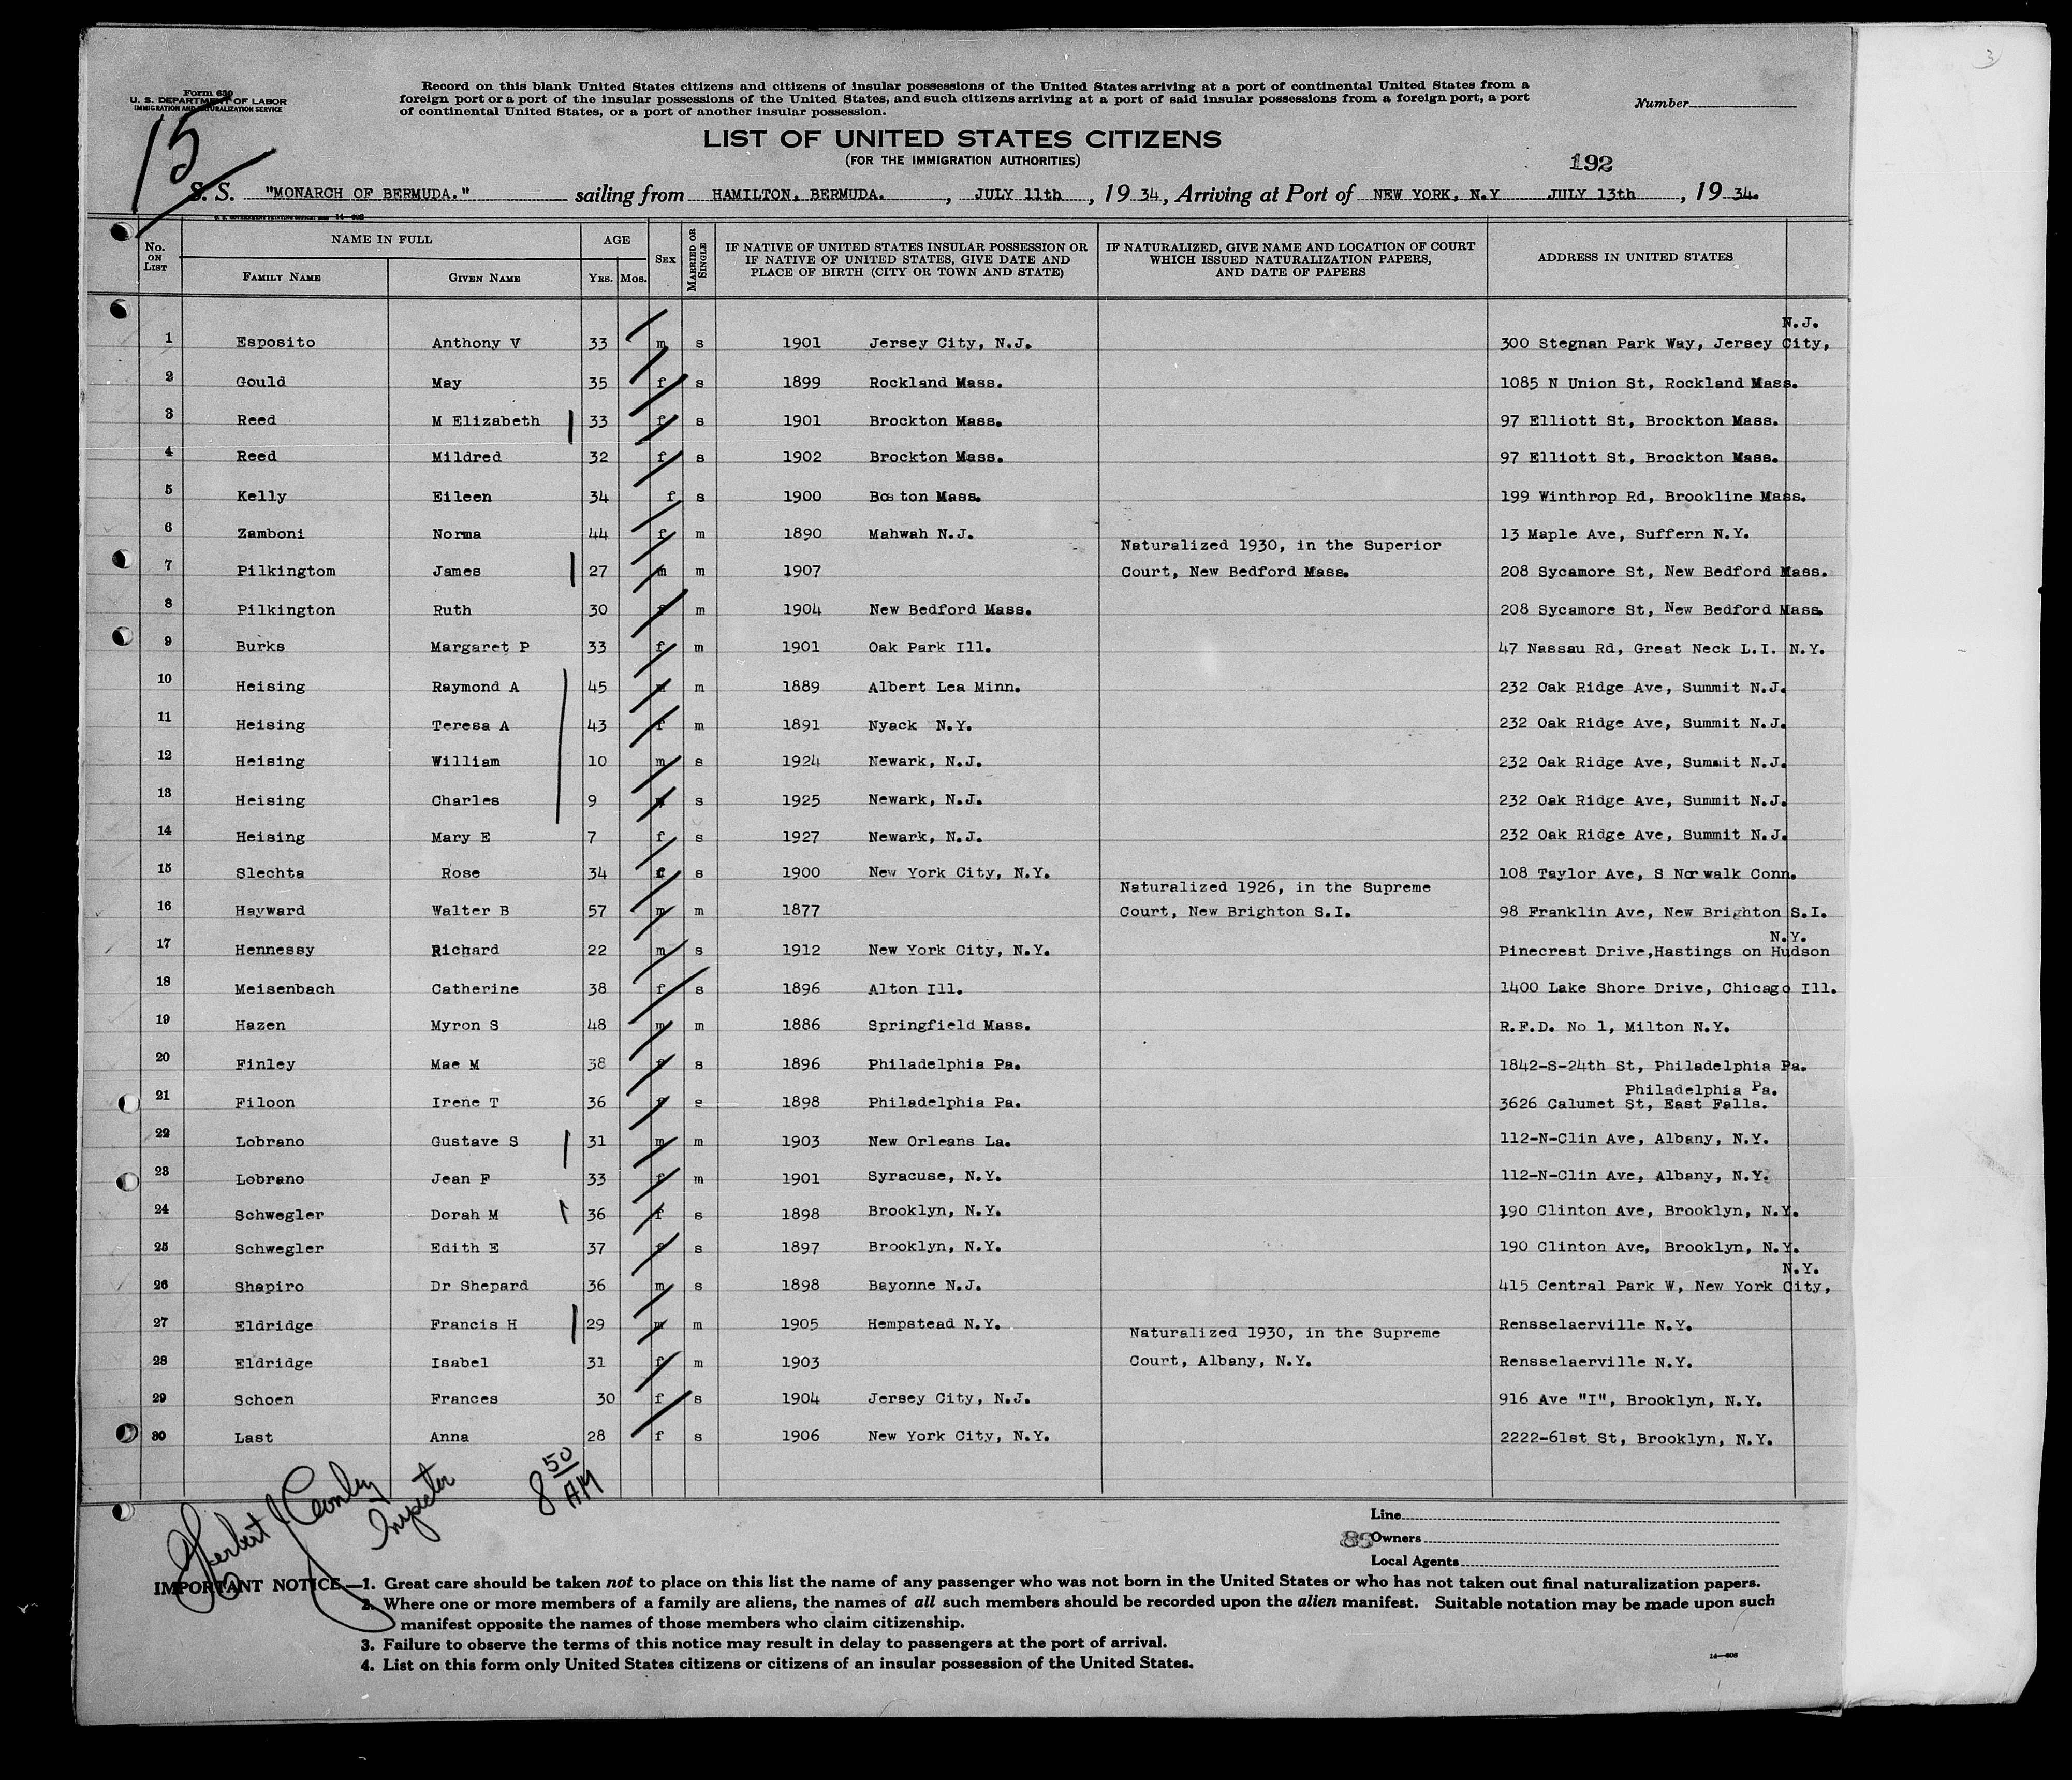 3
Form 630
U. S. DEPARTMENT OF LABOR
IMMIGRATION AND NATURALIZATION SERVICE
Record on this blank United States citizens and citizens of insular possessions of the United States arriving at a port of continental United States from a
foreign port or a port of the insular possessions of the United States, and such citizens arriving at a port of said insular possessions from a foreign port, a port
of continental United States, or a port of another insular possession.
Number
15
LIST OF UNITED STATES CITIZENS
(FOR THE IMMIGRATION AUTHORITIES)
192
S. S. "MONARCH OF BERMUDA." sailing from HAMILTON, BERMUDA. , JULY 11th , 19 34, Arriving at Port of NEW YORK, N.Y JULY 13th , 19 34.
14—606
No. ON LIST NAME IN FULL FAMILY NAME GIVEN NAME AGE YRS. MOS. SEX MARRIED OR SINGLE IF NATIVE OF UNITED STATES INSULAR POSSESSION OR IF NATIVE OF UNITED STATES, GIVE DATE AND PLACE OF BIRTH (CITY OR TOWN AND STATE) IF NATURALIZED, GIVE NAME AND LOCATION OF COURT WHICH ISSUED NATURALIZATION PAPERS, AND DATE OF PAPERS ADDRESS IN UNITED STATES
N.J.
1 Esposito Anthony V 33 m s 1901 Jersey City, N.J. 300 Stegnan Park Way, Jersey City,
2 Gould May 35 f s 1899 Rockland Mass. 1085 N Union St, Rockland Mass.
3 Reed M Elizabeth 33 f s 1901 Brockton Mass. 97 Elliott St, Brockton Mass.
4 Reed Mildred 32 f s 1902 Brockton Mass. 97 Elliott St, Brockton Mass.
5 Kelly Eileen 34 f s 1900 Boston Mass. 199 Winthrop Rd, Brookline Mass.
6 Zamboni Norma 44 f m 1890 Mahwah N.J. 13 Maple Ave, Suffern N.Y.
Naturalized 1930, in the Superior
7 Pilkingtom James 27 m m 1907 Court, New Bedford Mass. 208 Sycamore St, New Bedford Mass.
8 Pilkington Ruth 30 f m 1904 New Bedford Mass. 208 Sycamore St, New Bedford Mass.
9 Burks Margaret P 33 f m 1901 Oak Park Ill. 47 Nassau Rd, Great Neck L.I. N.Y.
10 Heising Raymond A 45 m m 1889 Albert Lea Minn. 232 Oak Ridge Ave, Summit N.J.
11 Heising Teresa A 43 f m 1891 Nyack N.Y. 232 Oak Ridge Ave, Summit N.J.
12 Heising William 10 m s 1924 Newark, N.J. 232 Oak Ridge Ave, Summit N.J.
13 Heising Charles 9 m s 1925 Newark, N.J. 232 Oak Ridge Ave, Summit N.J.
14 Heising Mary E 7 f s 1927 Newark, N.J. 232 Oak Ridge Ave, Summit N.J.
15 Slechta Rose 34 f s 1900 New York City, N.Y. 108 Taylor Ave, S Norwalk Conn.
Naturalized 1926, in the Supreme
16 Hayward Walter B 57 m m 1877 Court, New Brighton S.I. 98 Franklin Ave, New Brighton S.I.
N.Y.
17 Hennessy Richard 22 m s 1912 New York City, N.Y. Pinecrest Drive,Hastings on Hudson
18 Meisenbach Catherine 38 f s 1896 Alton Ill. 1400 Lake Shore Drive, Chicago Ill.
19 Hazen Myron S 48 m m 1886 Springfield Mass. R.F.D. No 1, Milton N.Y.
20 Finley Mae M 38 f s 1896 Philadelphia Pa. 1842-S-24th St, Philadelphia Pa.
Philadelphia Pa.
21 Filoon Irene T 36 f s 1898 Philadelphia Pa. 3626 Calumet St, East Falls.
22 Lobrano Gustave S 31 m m 1903 New Orleans La. 112-N-Clin Ave, Albany, N.Y.
23 Lobrano Jean F 33 f m 1901 Syracuse, N.Y. 112-N-Clin Ave, Albany, N.Y.
24 Schwegler Dorah M 36 f s 1898 Brooklyn, N.Y. 190 Clinton Ave, Brooklyn, N.Y.
25 Schwegler Edith E 37 f s 1897 Brooklyn, N.Y. 190 Clinton Ave, Brooklyn, N.Y.
N.Y.
26 Shapiro Dr Shepard 36 m s 1898 Bayonne N.J. 415 Central Park W, New York City,
27 Eldridge Francis H 29 m m 1905 Hempstead N.Y. Rensselaerville N.Y.
Naturalized 1930, in the Supreme
28 Eldridge Isabel 31 f m 1903 Court, Albany, N.Y. Rensselaerville N.Y.
29 Schoen Frances 30 f s 1904 Jersey City, N.J. 916 Ave "I", Brooklyn, N.Y.
30 Last Anna 28 f s 1906 New York City, N.Y. 2222-61st St, Brooklyn, N.Y.
Herbert J
Inspector
8 50 AM
Line
85 Owners
Local Agents
IMPORTANT NOTICE.—1. Great care should be taken not to place on this list the name of any passenger who was not born in the United States or who has not taken out final naturalization papers.
2. Where one or more members of a family are aliens, the names of all such members should be recorded upon the alien manifest. Suitable notation may be made upon such
manifest opposite the names of those members who claim citizenship.
3. Failure to observe the terms of this notice may result in delay to passengers at the port of arrival.
4. List on this form only United States citizens or citizens of an insular possession of the United States.
14—606